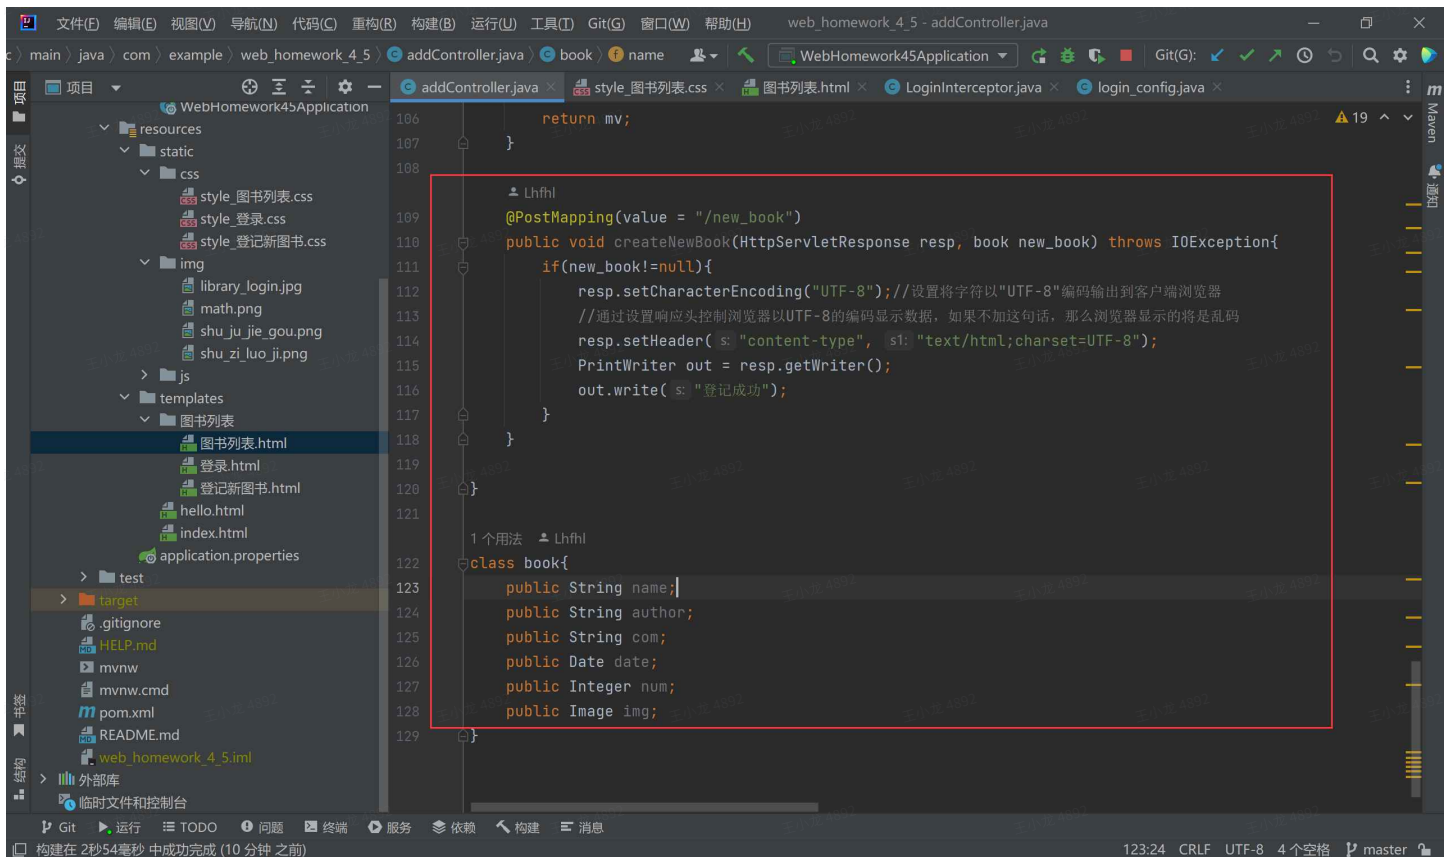 文件(F) 编辑(E) 视图(V) 导航(N) 代码(C) 重构(R) 构建(B) 运行(U) 工具(T) Git(G) 窗口(W) 帮助(H) web_homework_4_5 - addController.java
main java com example web_homework_4_5 addController.java book name WebHomework45Application Git(G):
项目
addController.java style_图书列表.css 图书列表.html LoginInterceptor.java login_config.java
项目
提交
书签
结构
WebHomework45Application
resources
static
css
style_图书列表.css
style_登录.css
style_登记新图书.css
img
library_login.jpg
math.png
shu_ju_jie_gou.png
shu_zi_luo_ji.png
js
templates
图书列表
图书列表.html
登录.html
登记新图书.html
hello.html
index.html
application.properties
test
target
.gitignore
HELP.md
mvnw
mvnw.cmd
pom.xml
README.md
web_homework_4_5.iml
外部库
临时文件和控制台
19
106 return mv;
107 }
108
Lhfhl
109 @PostMapping(value = "/new_book")
110 public void createNewBook(HttpServletResponse resp, book new_book) throws IOException{
111 if(new_book!=null){
112 resp.setCharacterEncoding("UTF-8");//设置将字符以"UTF-8"编码输出到客户端浏览器
113 //通过设置响应头控制浏览器以UTF-8的编码显示数据，如果不加这句话，那么浏览器显示的将是乱码
114 resp.setHeader( s: "content-type", s1: "text/html;charset=UTF-8");
115 PrintWriter out = resp.getWriter();
116 out.write( s: "登记成功");
117 }
118 }
119
120 }
121
1 个用法 Lhfhl
122 class book{
123 public String name;
124 public String author;
125 public String com;
126 public Date date;
127 public Integer num;
128 public Image img;
129 }
m Maven
通知
Git 运行 TODO 问题 终端 服务 依赖 构建 消息
构建在 2秒54毫秒 中成功完成 (10 分钟 之前) 123:24 CRLF UTF-8 4 个空格 master
王小龙 4892